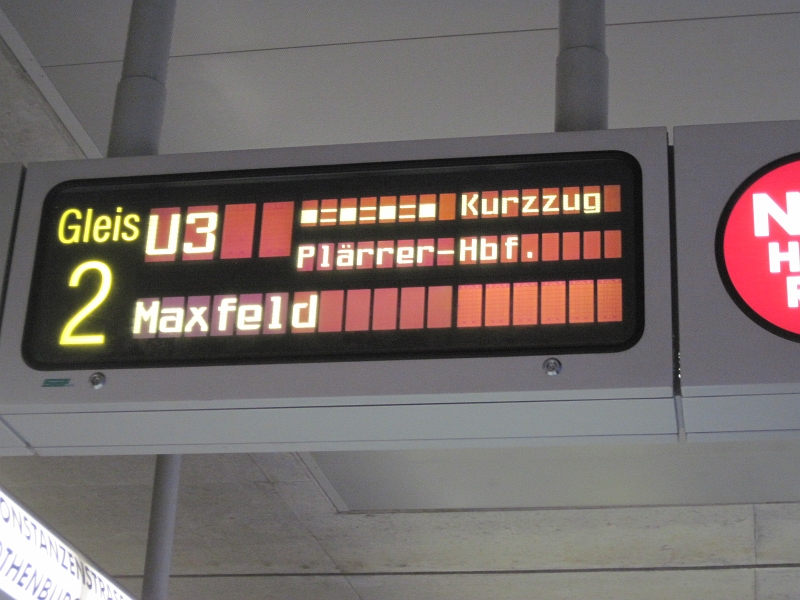 Gleis U3 Kurzzug
Plärrer-Hbf.
2 Maxfeld
N
H